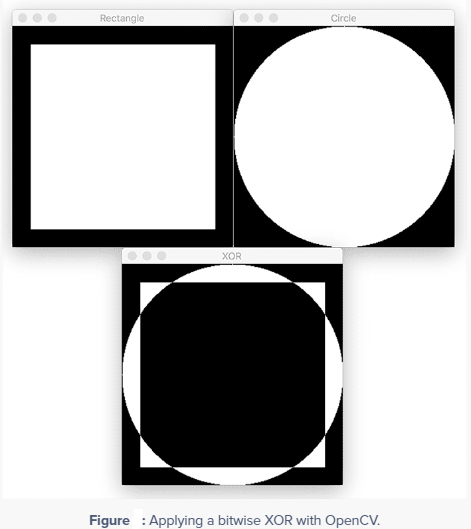 Rectangle
Circle
XOR
Figure : Applying a bitwise XOR with OpenCV.